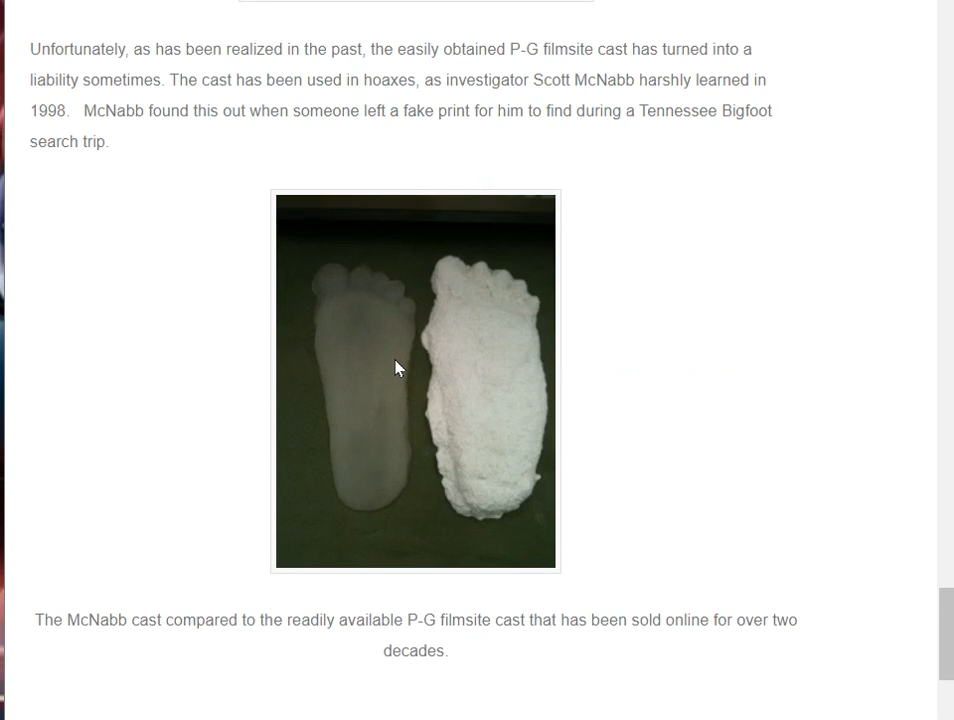 Unfortunately, as has been realized in the past, the easily obtained P-G filmsite cast has turned into a
liability sometimes. The cast has been used in hoaxes, as investigator Scott McNabb harshly learned in
1998.   McNabb found this out when someone left a fake print for him to find during a Tennessee Bigfoot
search trip.
The McNabb cast compared to the readily available P-G filmsite cast that has been sold online for over two
decades.